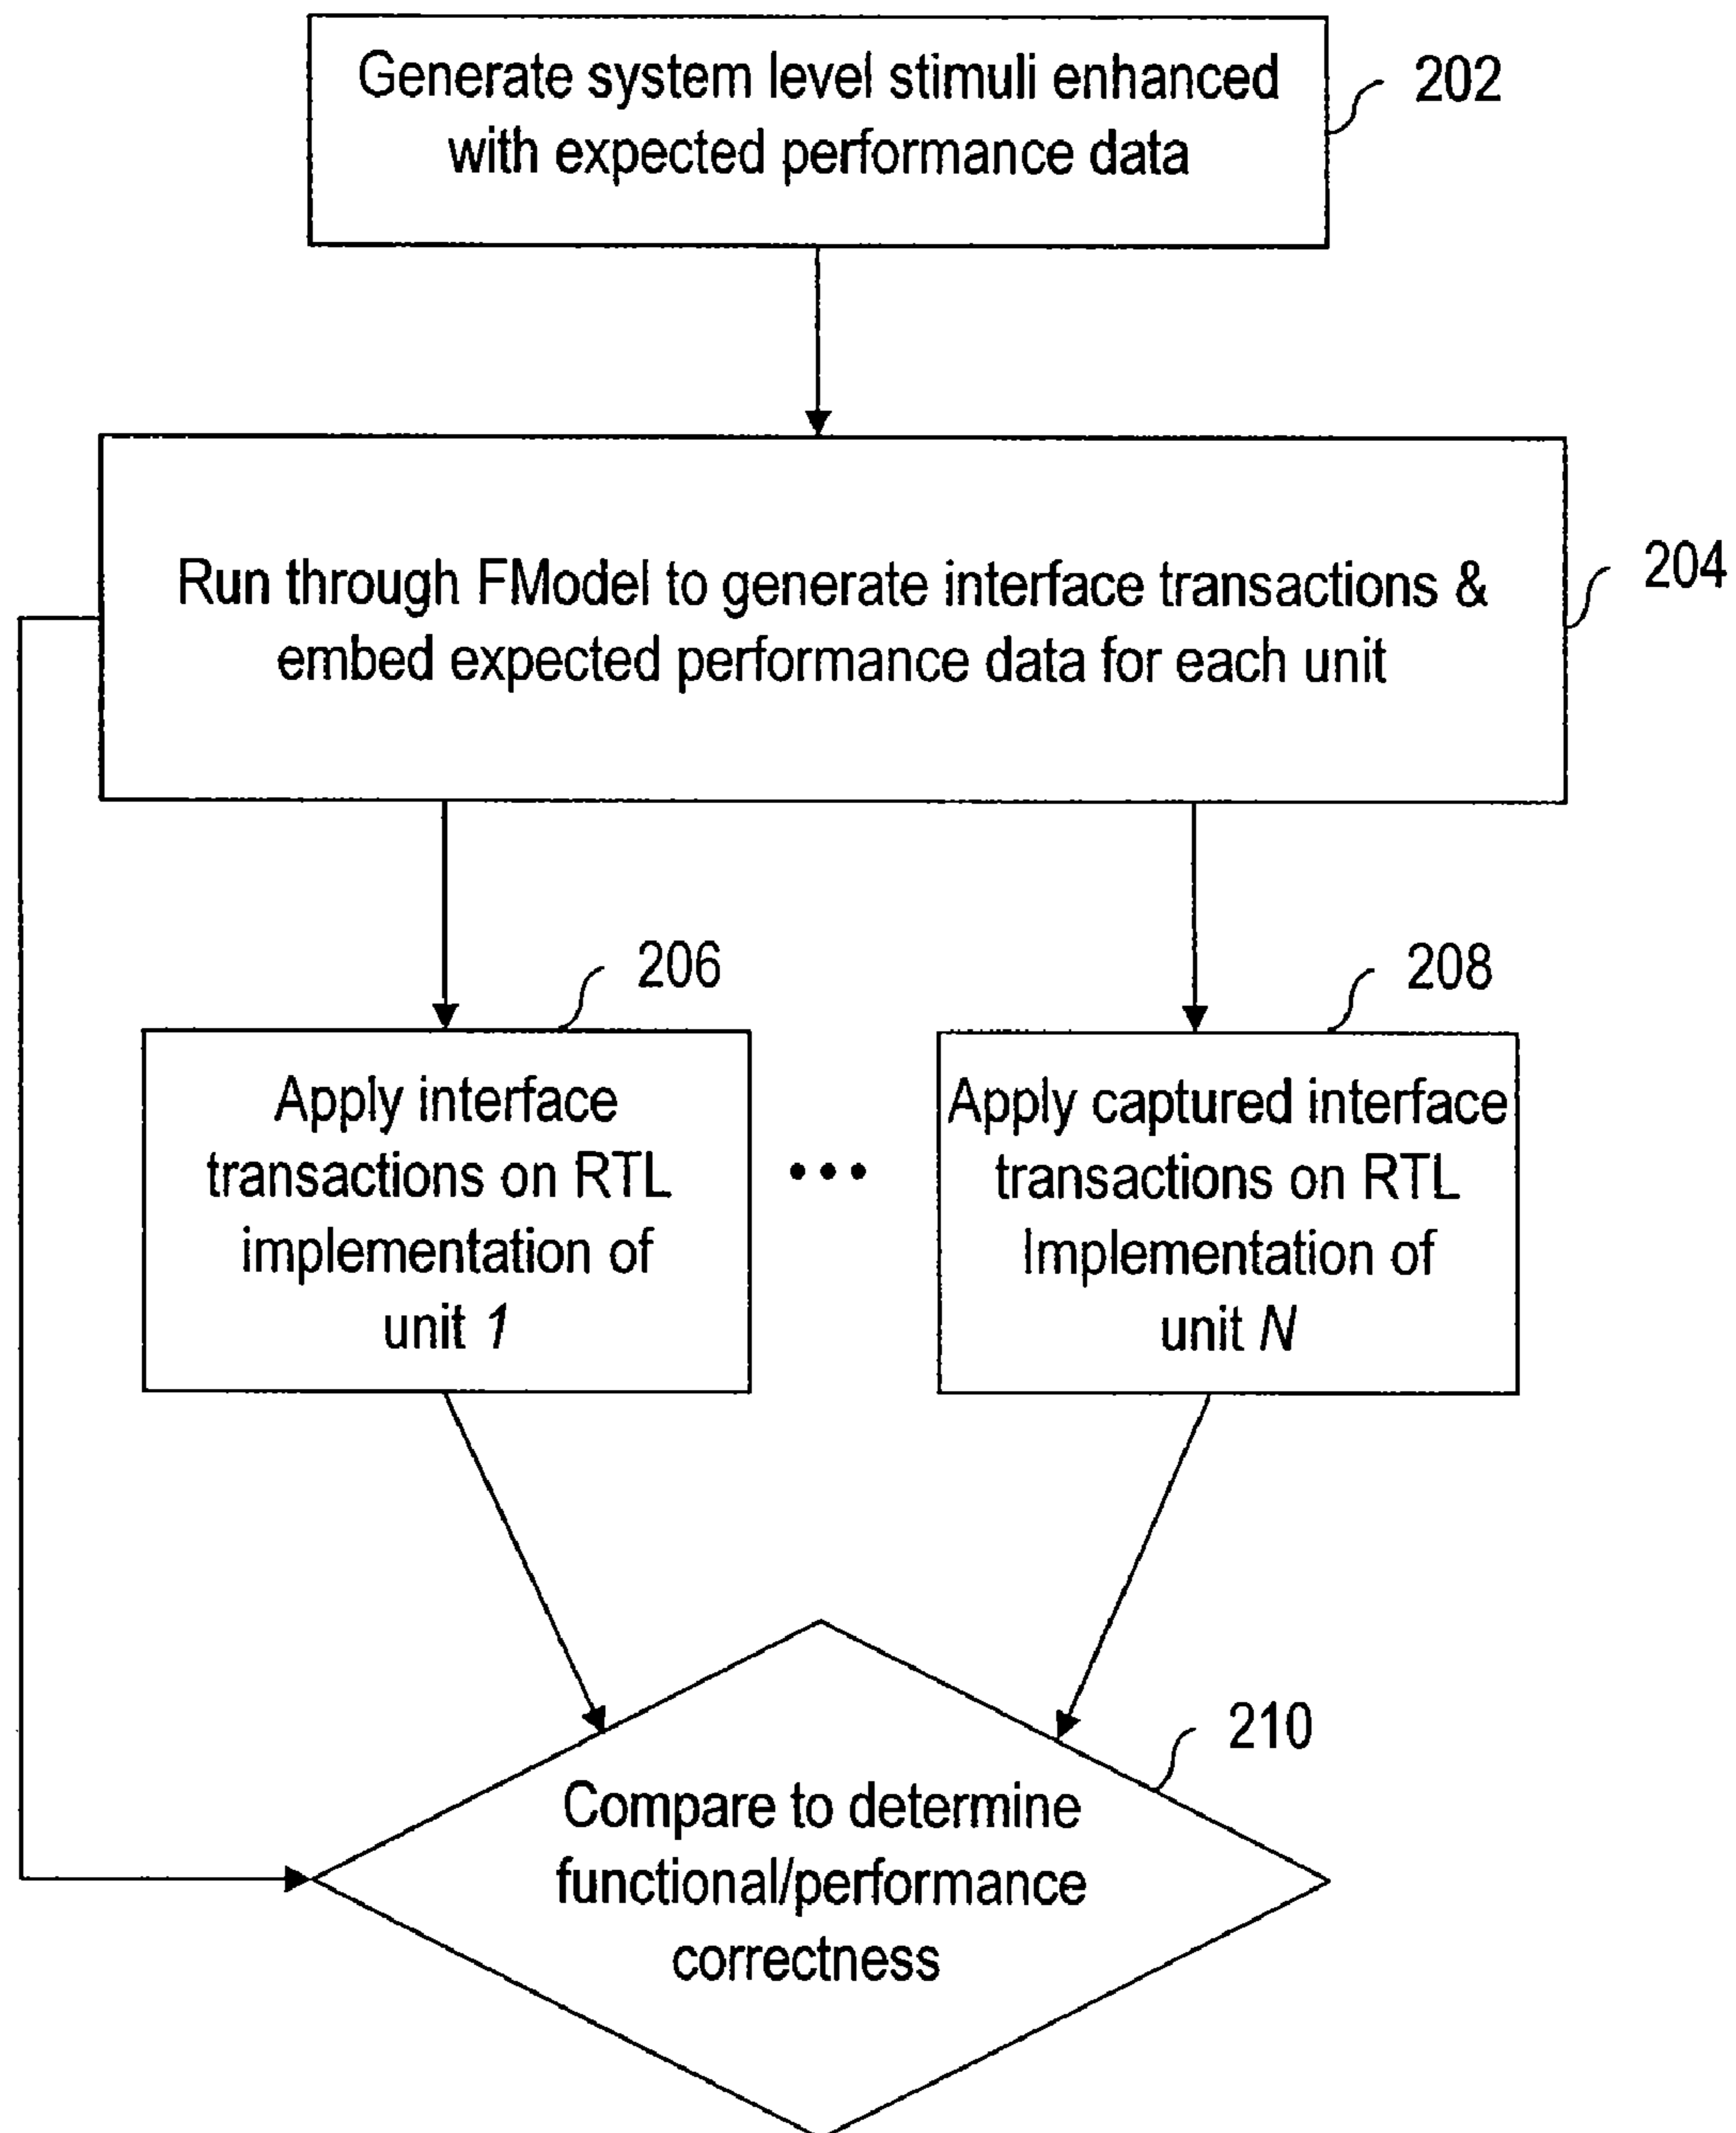 Generate system level stimuli enhanced
with expected performance data
202
Run through FModel to generate interface transactions &
embed expected performance data for each unit
204
206
Apply interface
transactions on RTL
implementation of
unit 1
•••
208
Apply captured interface
transactions on RTL
Implementation of
unit N
210
Compare to determine
functional/performance
correctness